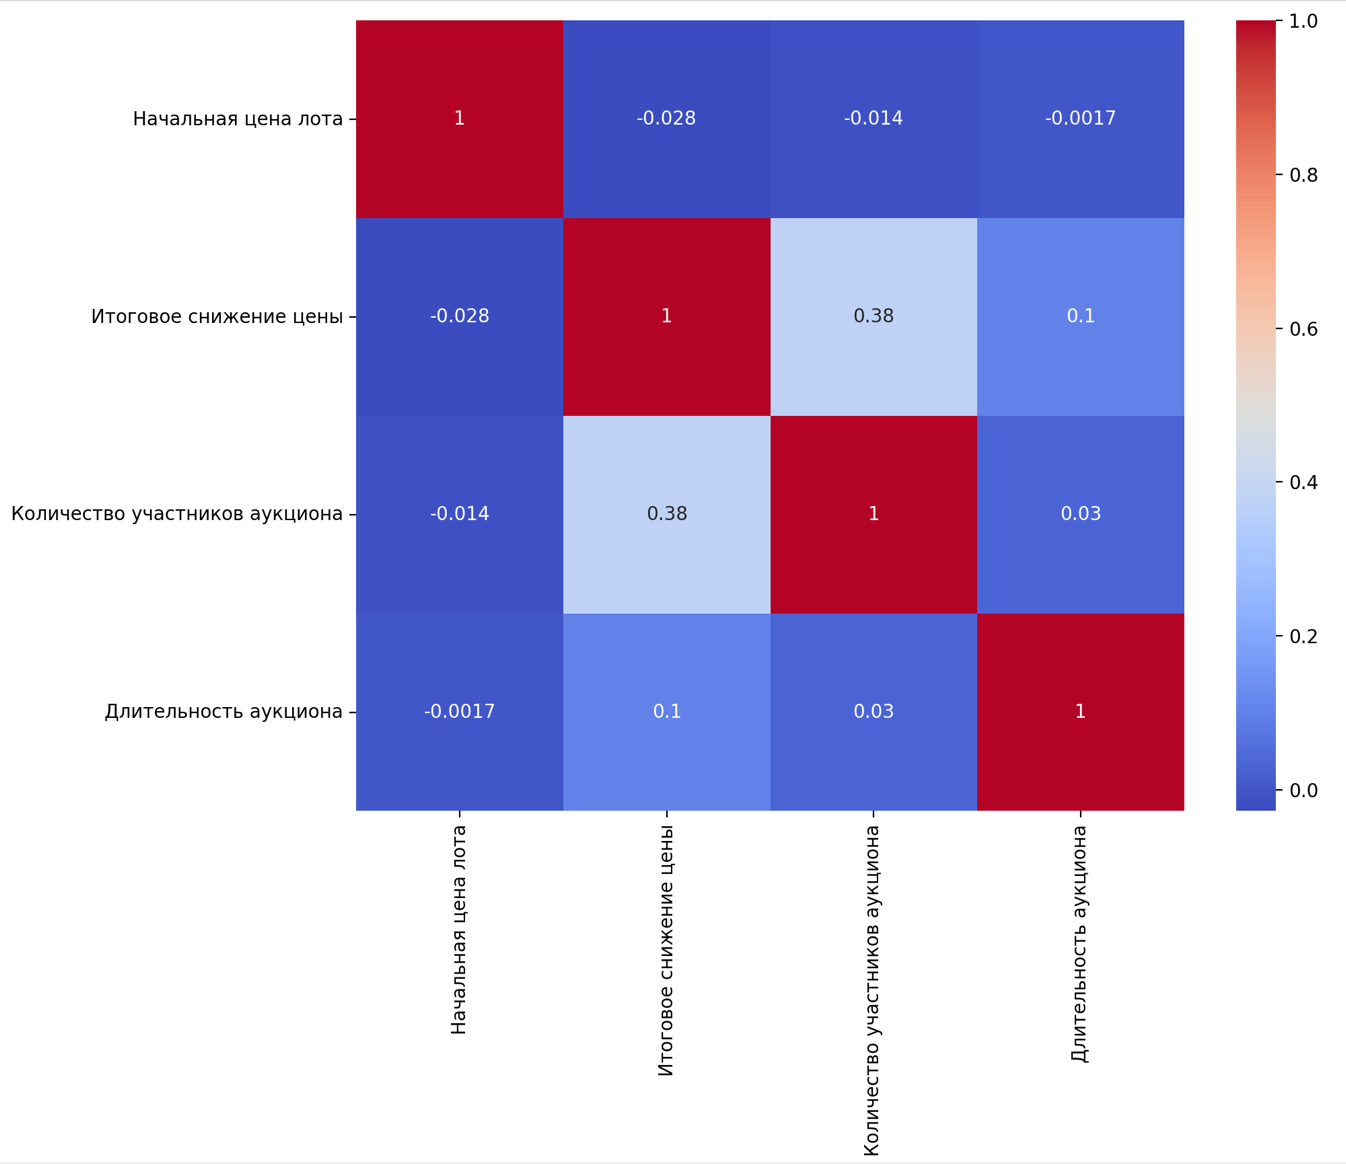 1.0
Начальная цена лота 1 -0.028 -0.014 -0.0017
0.8
Итоговое снижение цены -0.028 1 0.38 0.1
0.6
0.4
Количество участников аукциона -0.014 0.38 1 0.03
0.2
Длительность аукциона -0.0017 0.1 0.03 1
0.0
Начальная цена лота
Итоговое снижение цены
Количество участников аукциона
Длительность аукциона